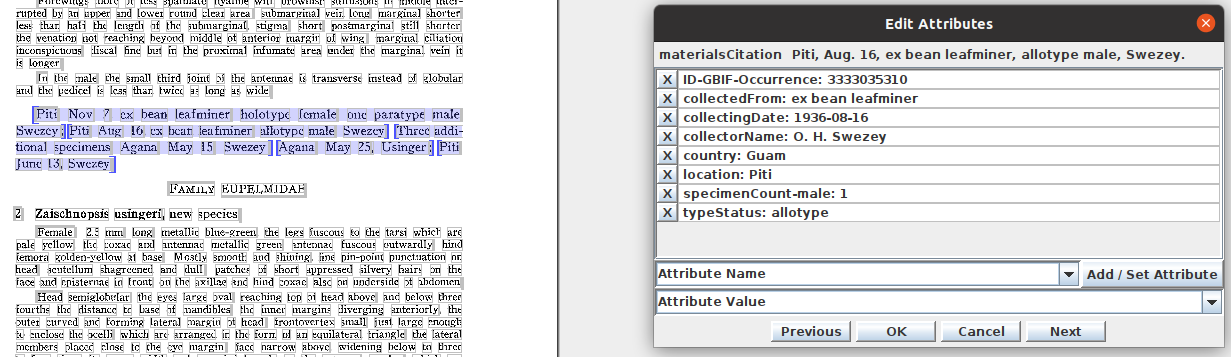 Forewings more or less spatulate hyaline with brownish suffusions in middle inter-
rupted by an upper and lower round clear area submarginal vein long marginal shorter
less than half the length of the submarginal, stigma short postmarginal still shorter
the venation not reaching beyond middle of anterior margin of wing marginal ciliation
inconspicuous discal fine but in the proximal infumate area under the marginal vein it
is longer
In the male the small third joint of the antennae is transverse instead of globular
and the pedicel is less than twice as long as wide
Piti Nov 7 ex bean leafminer holotype female one paratype male
Swezey Piti Aug 16 ex bean leafminer allotype male Swezey Three addi-
tional specimens Agana May 15 Swezey Agana May 25, Usinger Piti
June 13, Swezey
FAMILY EUPELMIDAE
2 Zaischnopsis usingeri, new species
Female 2.5 mm long metallic blue-green the legs fuscous to the tarsi which are
pale yellow the coxae and antennae metallic green antennae fuscous outwardly hind
femora golden-yellow at base Mostly smooth and shining, fine pin-point punctuation on
head scutellum shagreened and dull patches of short appressed silvery hairs on the
face and episternae in front on the axillae and hind coxae also on underside of abdomen
Head semiglobular the eyes large oval reaching top of head above and below three
fourths the distance to base of mandibles the inner margins diverging anteriorly, the
outer curved and forming lateral margin of head frontovertex small just large enough
to enclose the ocelli which are arranged in the form of an equilateral triangle the lateral
members placed close to the eye margin face narrow above widening below to three
Edit Attributes
materialsCitation Piti, Aug. 16, ex bean leafminer, allotype male, Swezey.
X ID-GBIF-Occurrence: 3333035310
X collectedFrom: ex bean leafminer
X collectingDate: 1936-08-16
X collectorName: O. H. Swezey
X country: Guam
X location: Piti
X specimenCount-male: 1
X typeStatus: allotype
Attribute Name Add / Set Attribute
Attribute Value
Previous OK Cancel Next